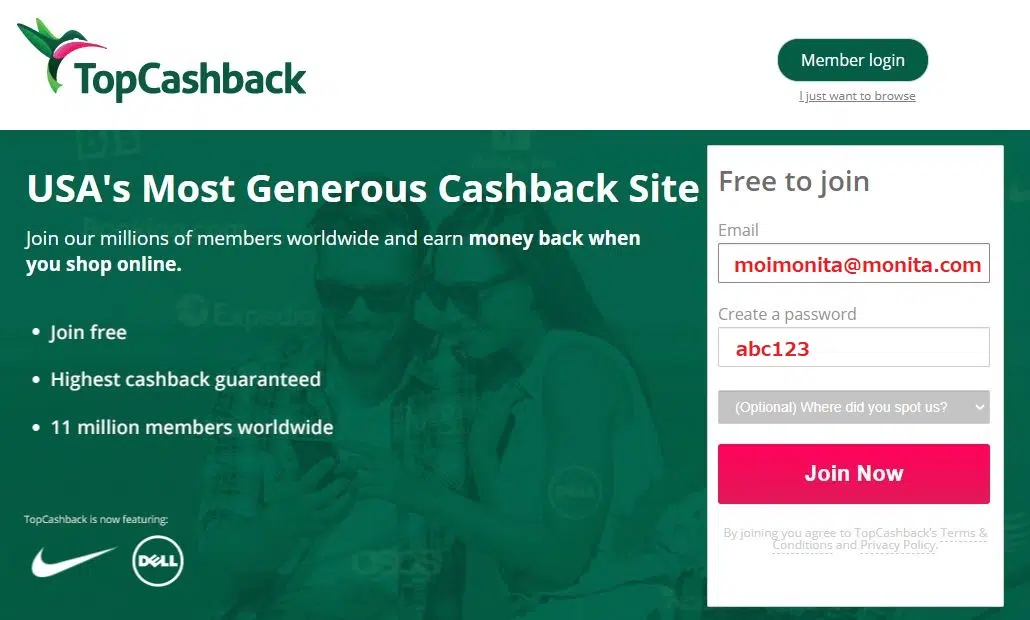 TopCashback
Member login
I just want to browse
USA's Most Generous Cashback Site
Join our millions of members worldwide and earn money back when
you shop online.
• Join free
• Highest cashback guaranteed
• 11 million members worldwide
TopCashback is now featuring:
DELL
Free to join
Email
moimonita@monita.com
Create a password
abc123
(Optional) Where did you spot us?
Join Now
By joining you agree to TopCashback's Terms &
Conditions and Privacy Policy.
Expedia